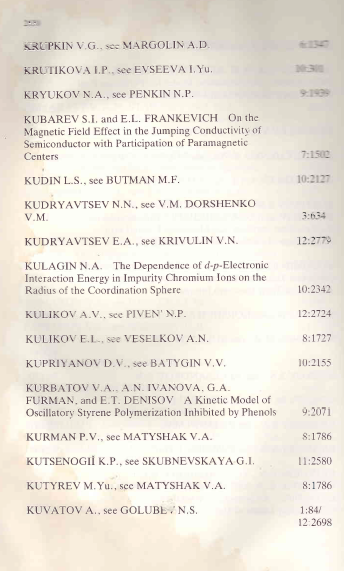 KRUPKIN V.G., see MARGOLIN A.D. 6:1347
KRUTIKOVA I.P., see EVSEEVA I.Yu. 10:301
KRYUKOV N.A., see PENKIN N.P. 9:1939
KUBAREV S.I. and E.L. FRANKEVICH On the
Magnetic Field Effect in the Jumping Conductivity of
Semiconductor with Participation of Paramagnetic
Centers 7:1502
KUDIN L.S., see BUTMAN M.F. 10:2127
KUDRYAVTSEV N.N., see V.M. DORSHENKO
V.M. 3:634
KUDRYAVTSEV E.A., see KRIVULIN V.N. 12:2779
KULAGIN N.A. The Dependence of d-p-Electronic
Interaction Energy in Impurity Chromium Ions on the
Radius of the Coordination Sphere 10:2342
KULIKOV A.V., see PIVEN' N.P. 12:2724
KULIKOV E.L., see VESELKOV A.N. 8:1727
KUPRIYANOV D.V., see BATYGIN V.V. 10:2155
KURBATOV V.A., A.N. IVANOVA, G.A.
FURMAN, and E.T. DENISOV A Kinetic Model of
Oscillatory Styrene Polymerization Inhibited by Phenols 9:2071
KURMAN P.V., see MATYSHAK V.A. 8:1786
KUTSENOGIĬ K.P., see SKUBNEVSKAYA G.I. 11:2580
KUTYREV M.Yu., see MATYSHAK V.A. 8:1786
KUVATOV A., see GOLUBEV N.S. 1:84/
12:2698